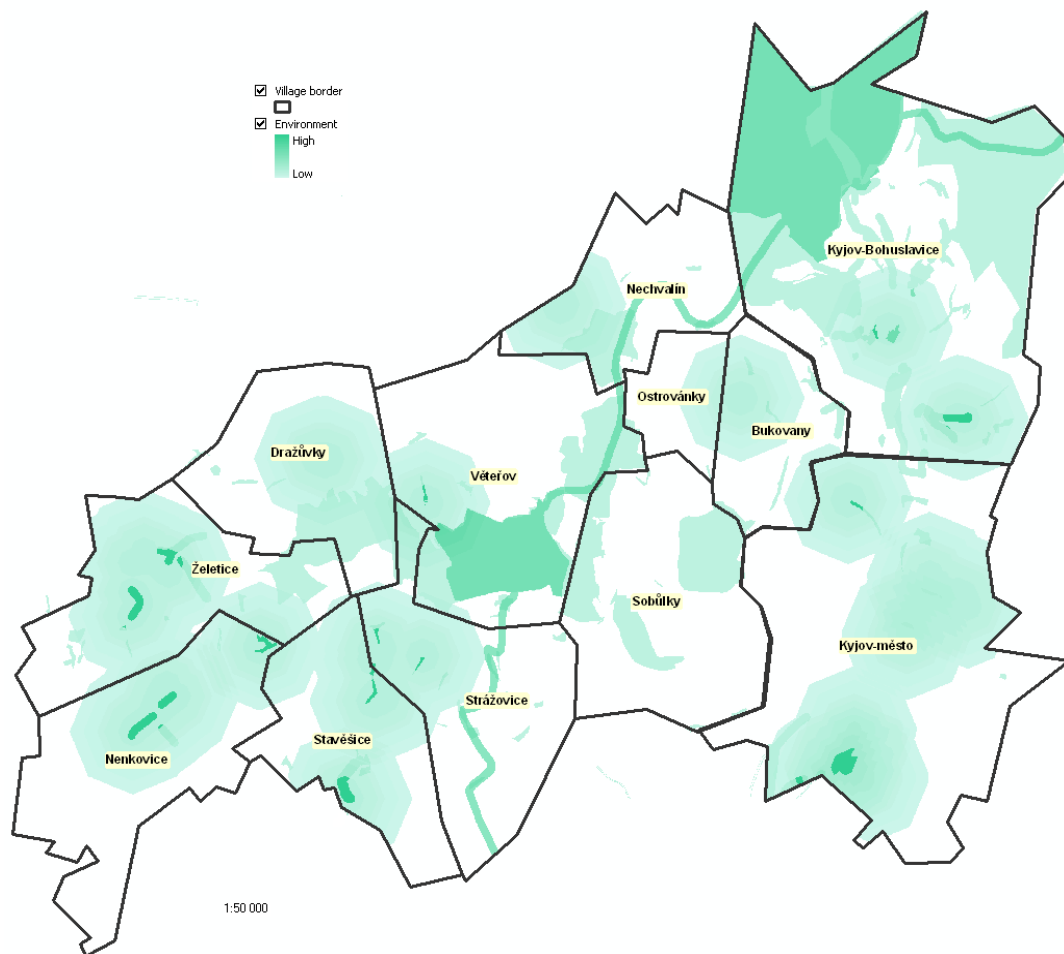 Village border
Environment
High
Low
Kyjov-Bohuslavice
Nechvalín
Ostrovánky
Bukovany
Dražůvky
Věteřov
Želetice
Sobůlky
Kyjov-město
Strážovice
Stavěšice
Nenkovice
1:50 000